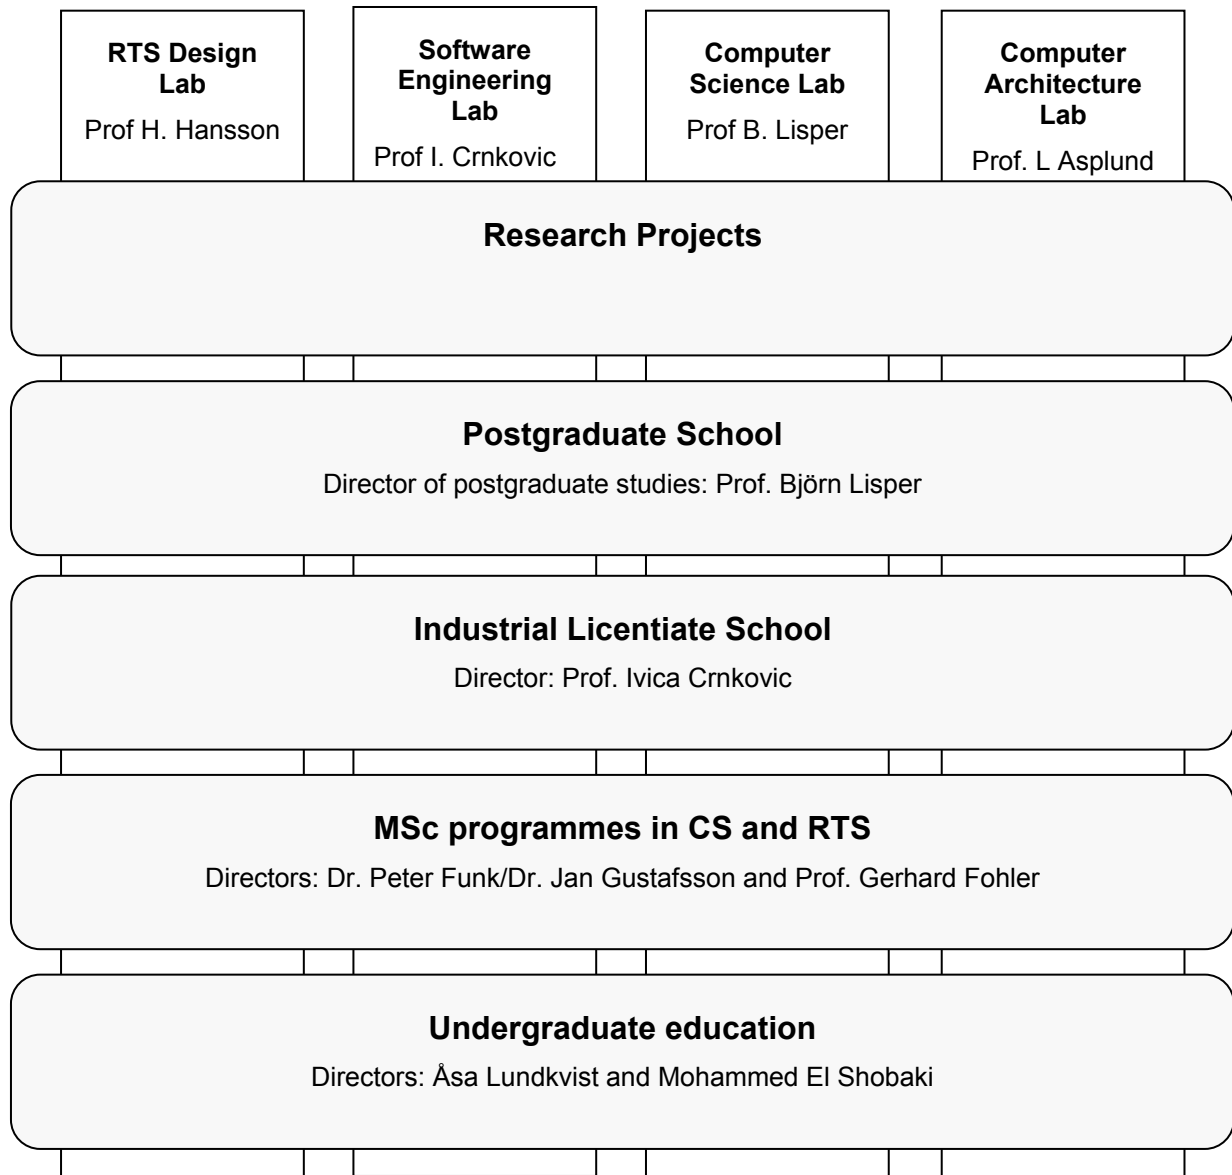 RTS Design
Lab
Prof H. Hansson
Software
Engineering
Lab
Prof I. Crnkovic
Computer
Science Lab
Prof B. Lisper
Computer
Architecture
Lab
Prof. L Asplund
Research Projects
Postgraduate School
Director of postgraduate studies: Prof. Björn Lisper
Industrial Licentiate School
Director: Prof. Ivica Crnkovic
MSc programmes in CS and RTS
Directors: Dr. Peter Funk/Dr. Jan Gustafsson and Prof. Gerhard Fohler
Undergraduate education
Directors: Åsa Lundkvist and Mohammed El Shobaki